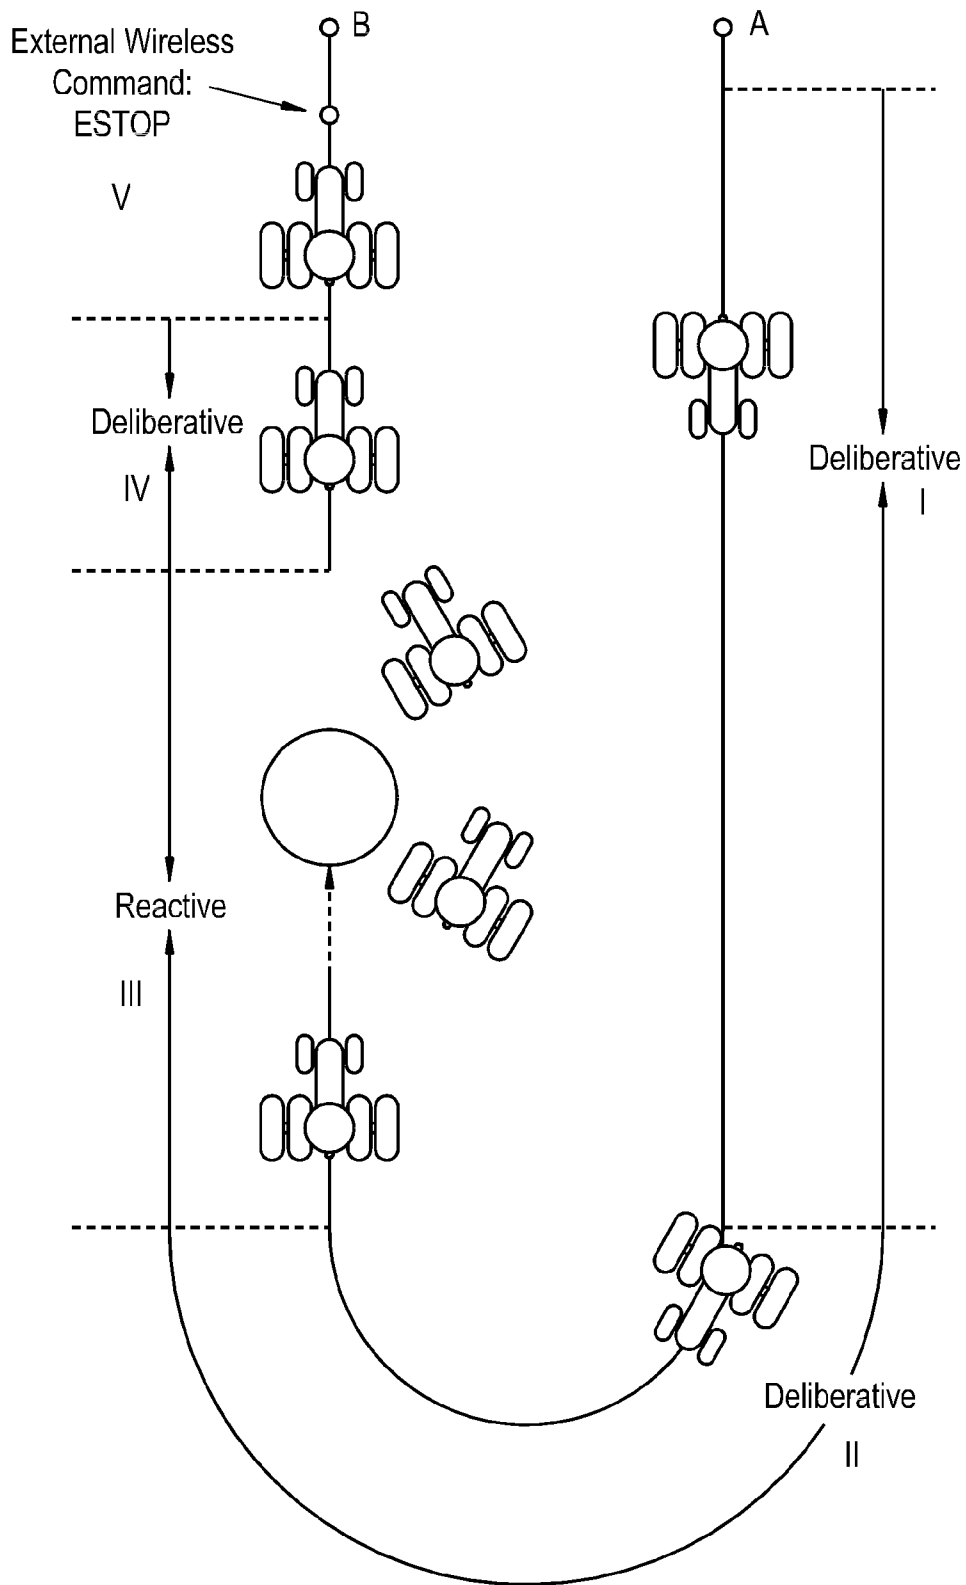 B
A
External Wireless
Command:
ESTOP
V
Deliberative
IV
Deliberative
I
Reactive
III
Deliberative
II